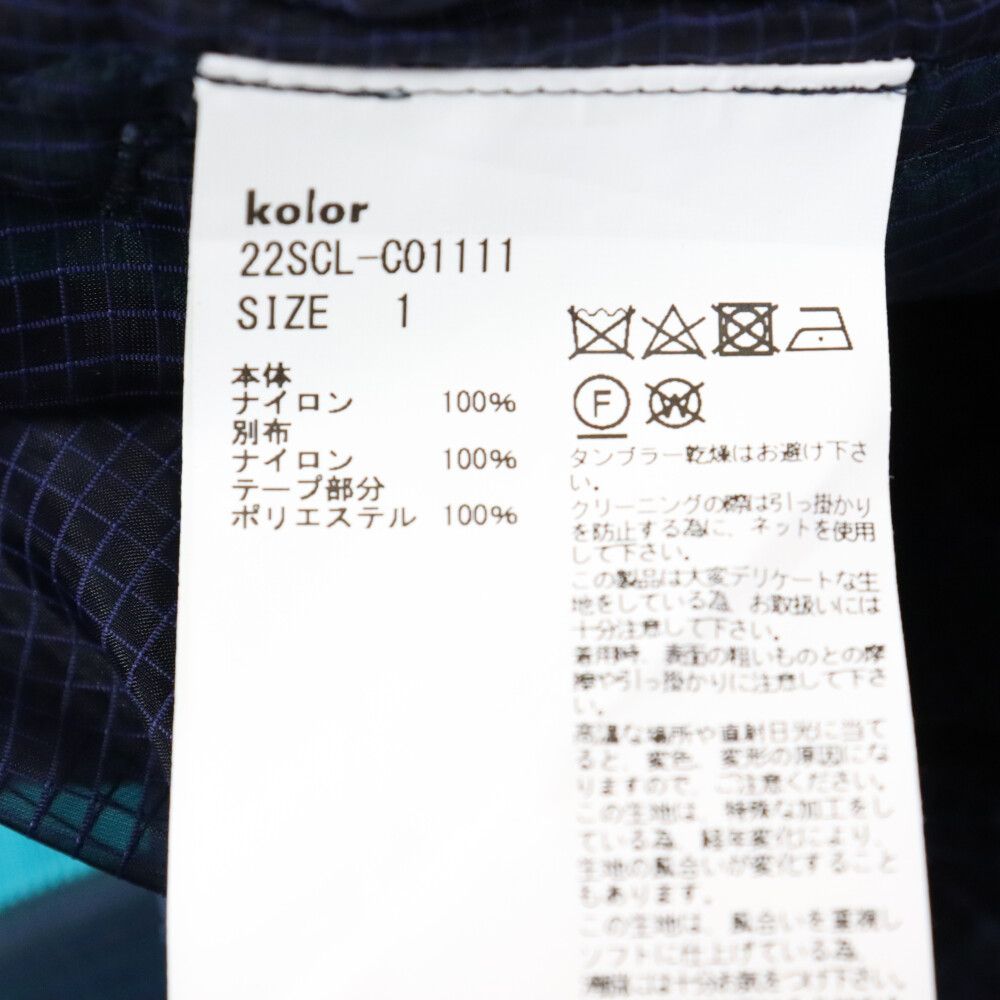 kolor
22SCL-C01111
SIZE 1
本体
ナイロン 100%
別布
ナイロン 100%
テープ部分
ポリエステル 100%
F
W
タンブラー乾燥はお避け下さ
い。
クリーニングの際は引っ掛かり
を防止する為に、ネットを使用
して下さい。
この製品は大変デリケートな生
地をしている為、お取扱いには
十分注意して下さい。
着用時、表面の粗いものとの摩
擦や引っ掛かりに注意して下さ
い。
高温な場所や直射日光に当て
ると、変色、変形の原因にな
りますので、ご注意ください。
この生地は、特殊な加工をし
ている為、経年変化により、
生地の風合いが変化すること
もあります。
この生地は、風合いを重視し
ソフトに仕上げている為、
には十分お気をつけ下さい。